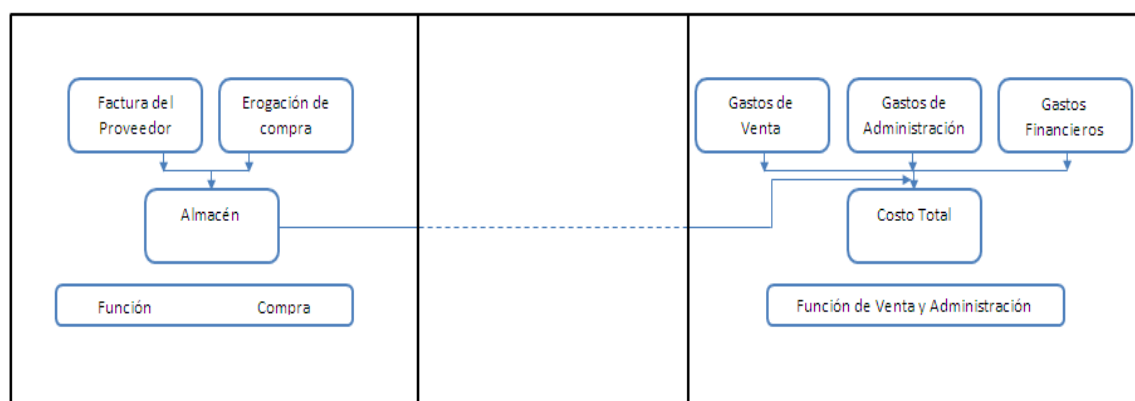 Factura del
Proveedor
Erogación de
compra
Gastos de
Venta
Gastos de
Administración
Gastos
Financieros
Almacén
Costo Total
Función Compra
Función de Venta y Administración